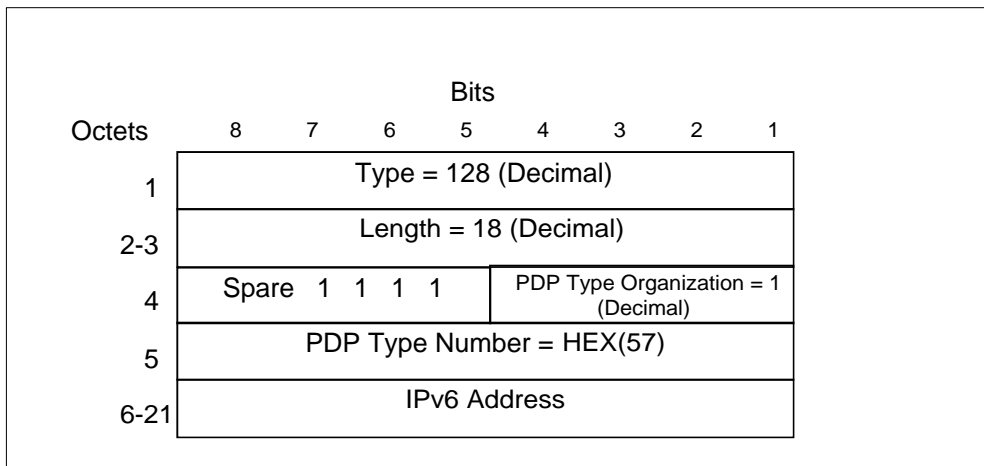 Bits
Octets 8 7 6 5 4 3 2 1
1 Type = 128 (Decimal)
2-3 Length = 18 (Decimal)
4 Spare 1 1 1 1 PDP Type Organization = 1
(Decimal)
5 PDP Type Number = HEX(57)
6-21 IPv6 Address